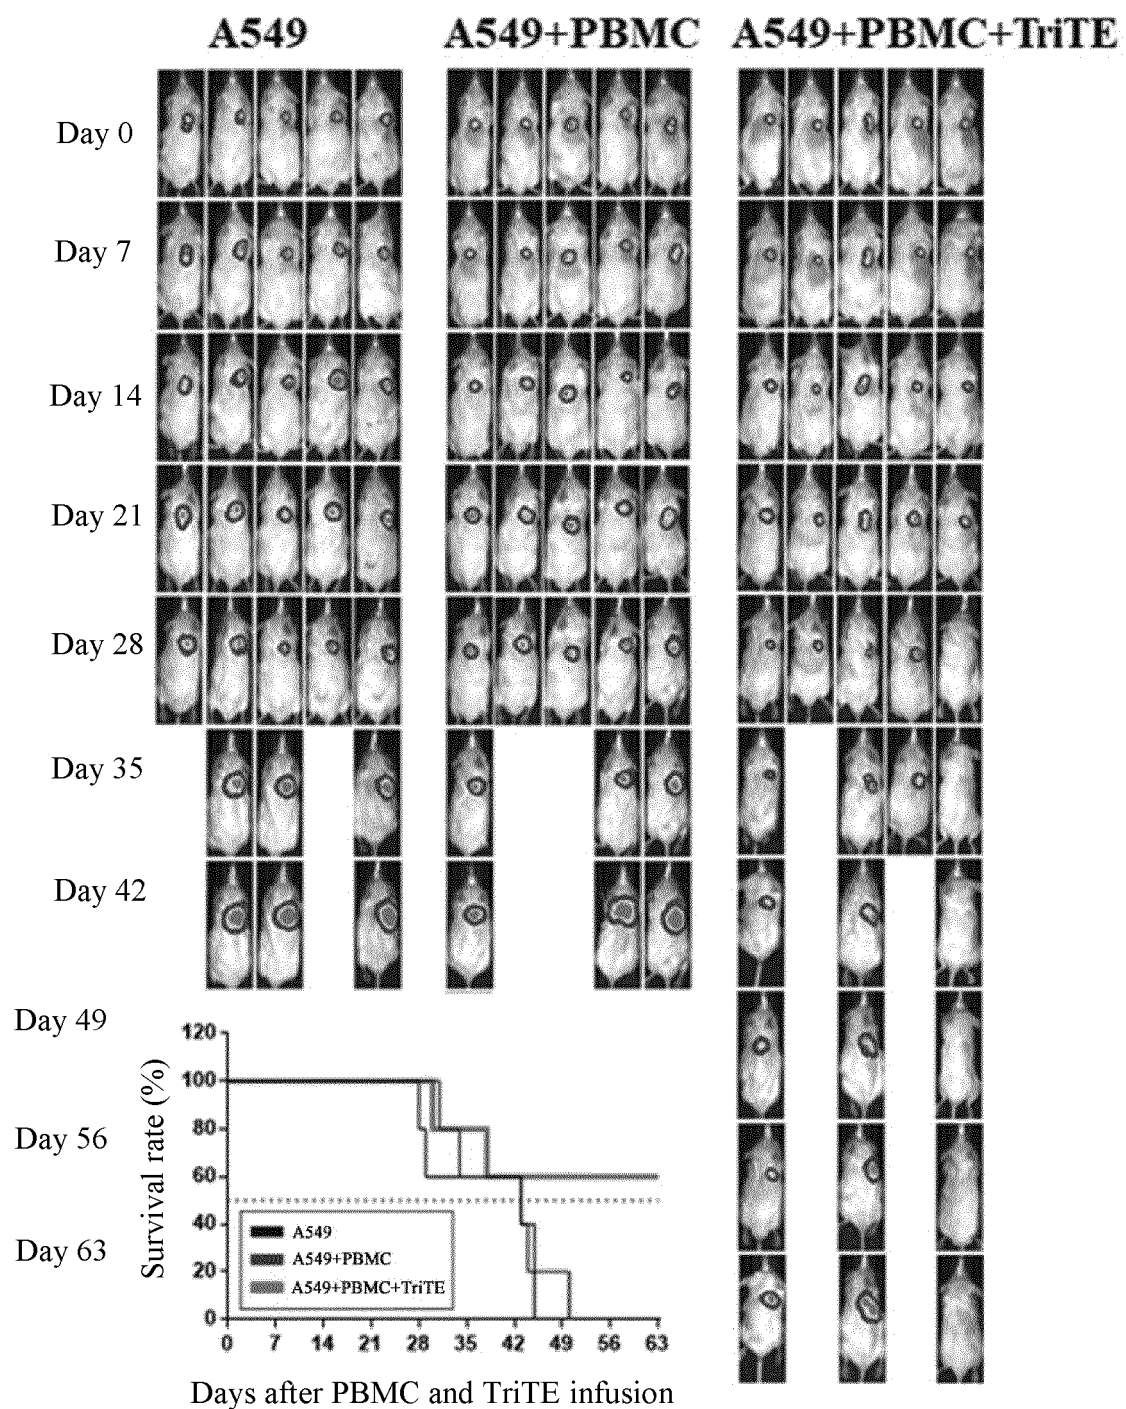 A549 A549+PBMC A549+PBMC+TriTE
Day 0
Day 7
Day 14
Day 21
Day 28
Day 35
Day 42
Day 49
Day 56
Day 63
Survival rate (%)
120
100
80
60
40
20
0
A549
A549+PBMC
A549+PBMC+TriTE
0 7 14 21 28 35 42 49 56 63
Days after PBMC and TriTE infusion